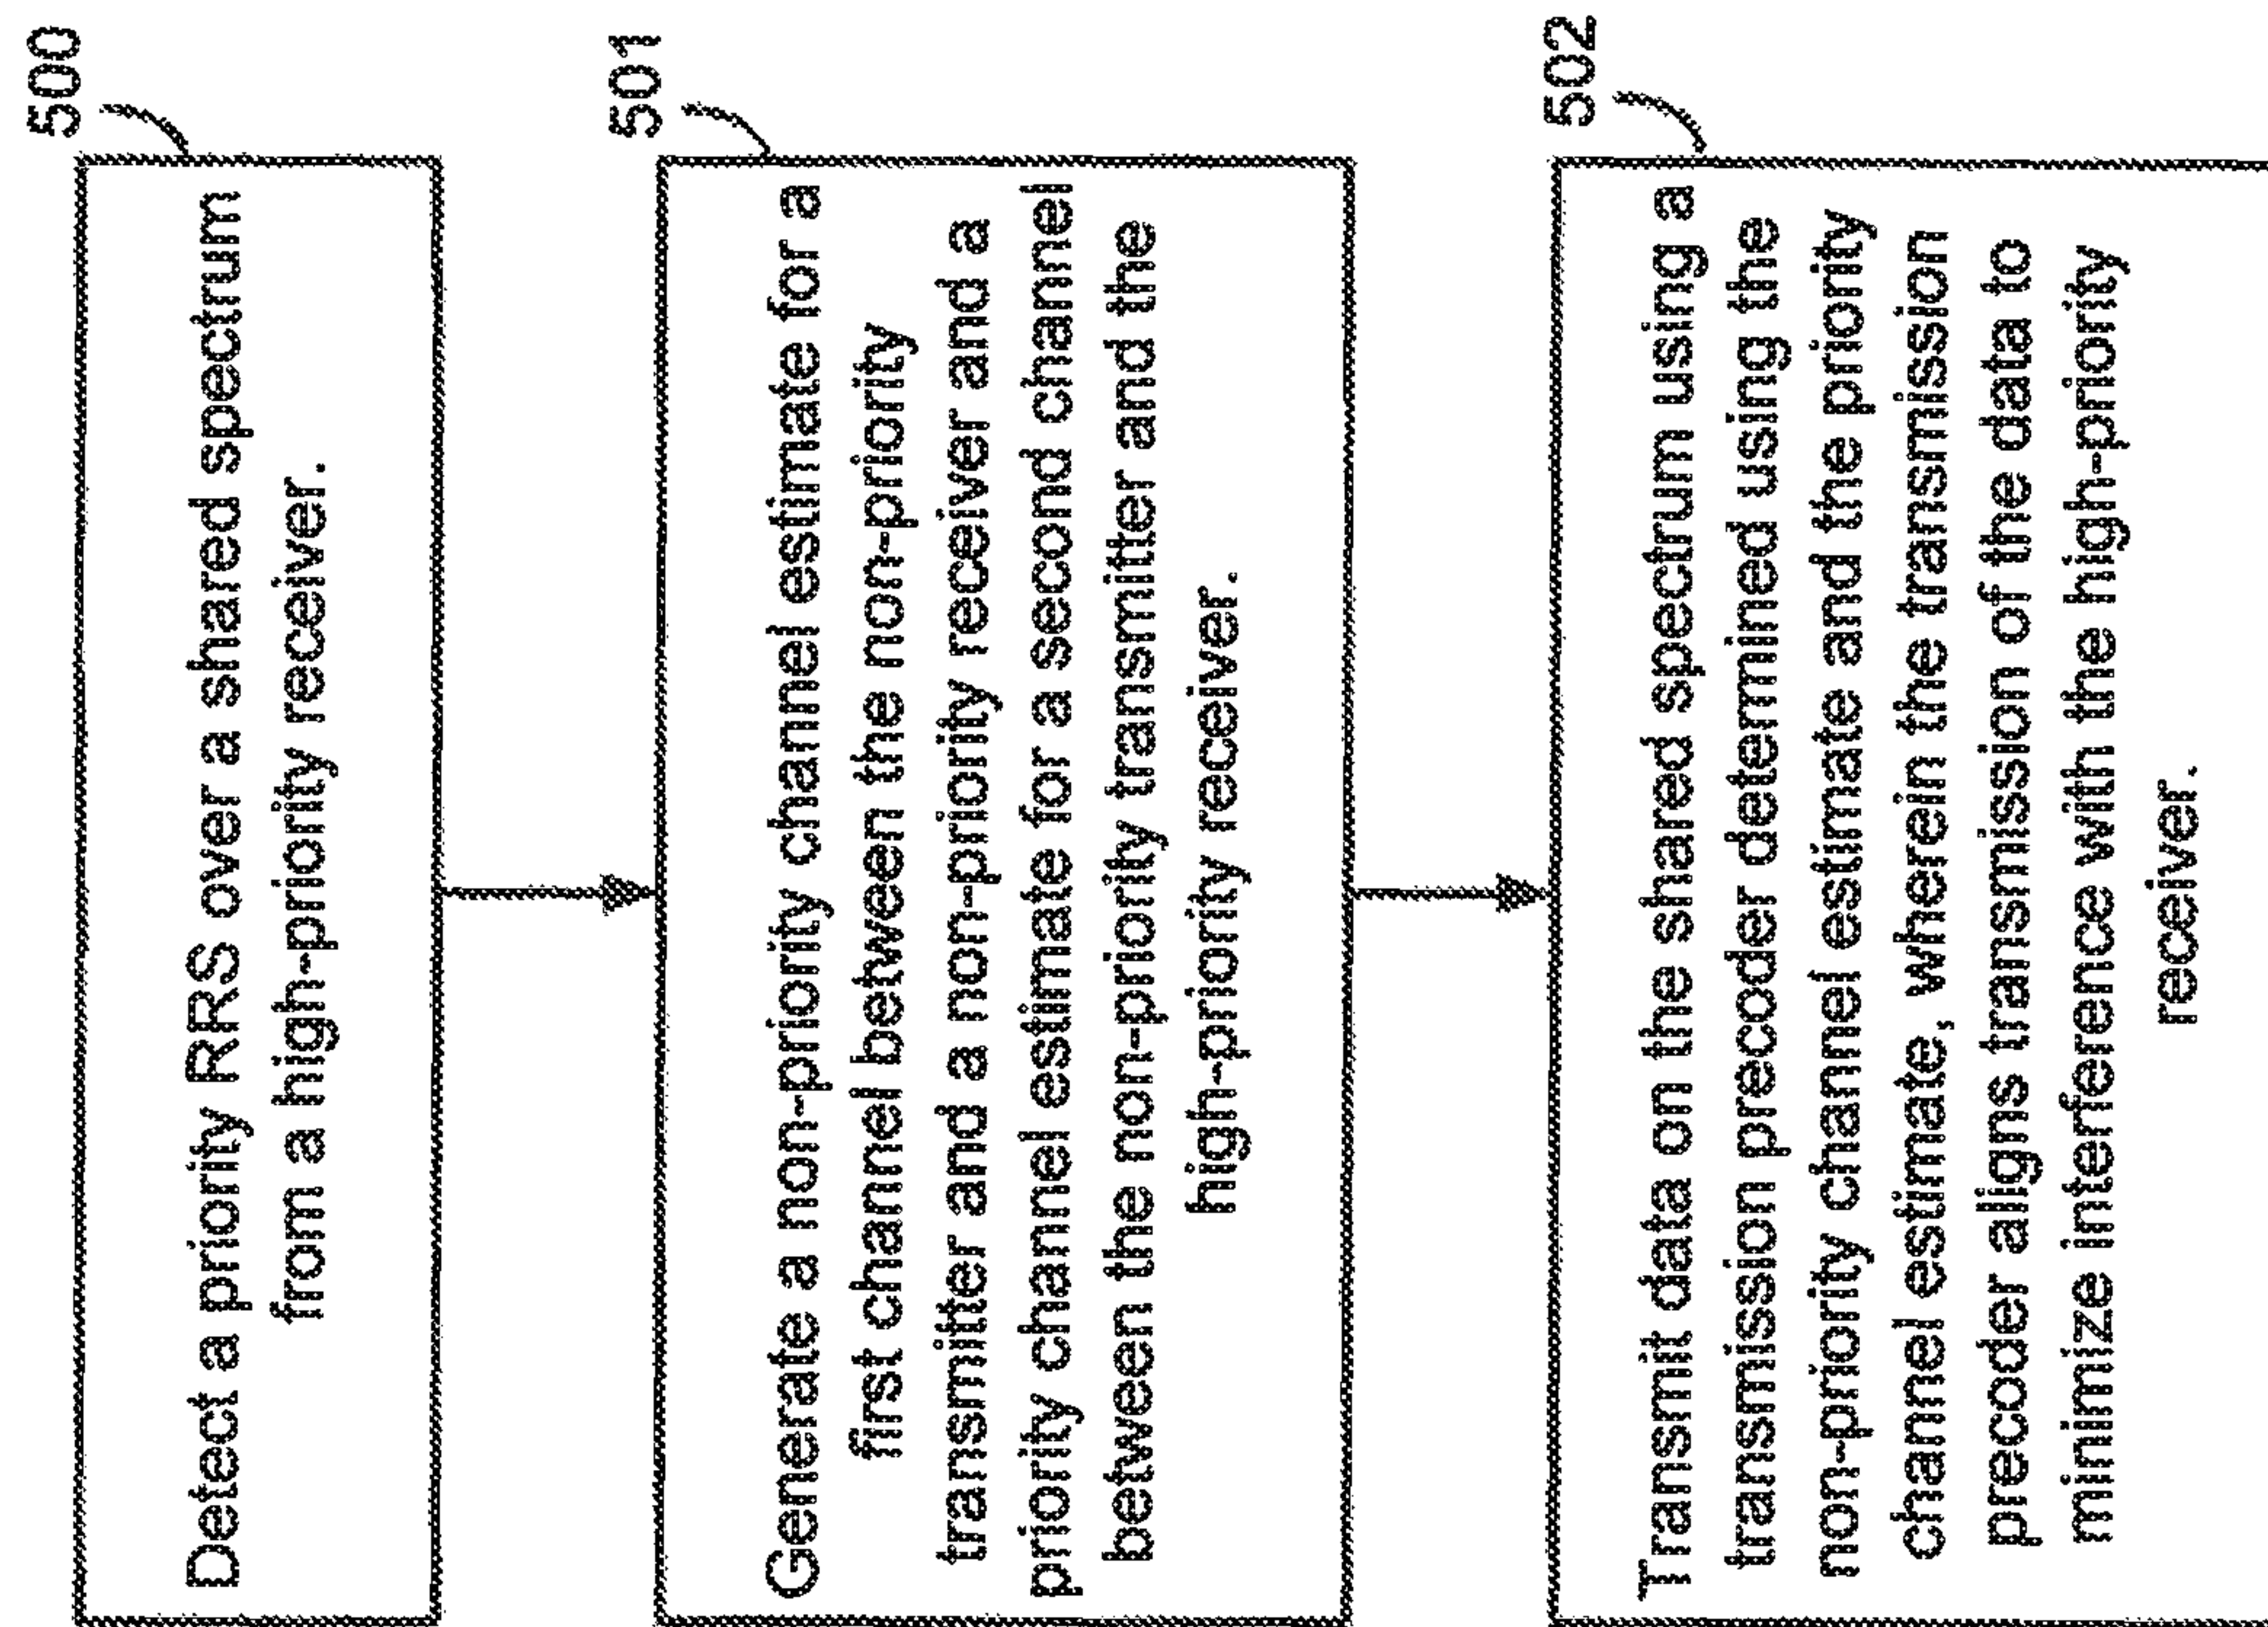 500
Detect a priority RRS over a shared spectrum
from a high-priority receiver.
501
Generate a non-priority channel estimate for a
first channel between the non-priority
transmitter and a non-priority receiver and a
priority channel estimate for a second channel
between the non-priority transmitter and the
high-priority receiver.
502
Transmit data on the shared spectrum using a
transmission precoder determined using the
non-priority channel estimate and the priority
channel estimate, wherein the transmission
precoder aligns transmission of the data to
minimize interference with the high-priority
receiver.